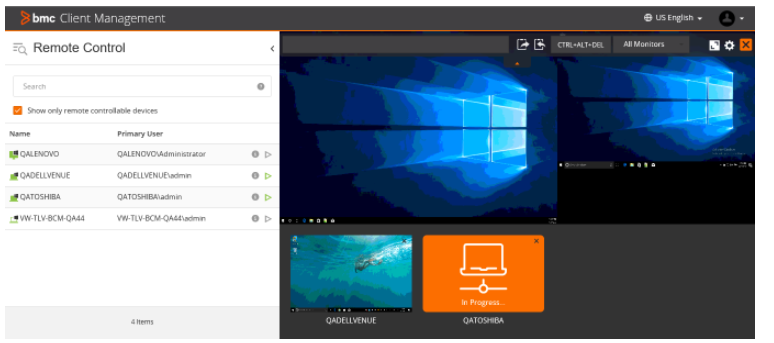 bmc Client Management
US English
Remote Control
CTRL+ALT+DEL
All Monitors
Search
Show only remote controllable devices
Name Primary User
QALENOVO QALENOVO\Administrator
QADELLVENUE QADELLVENUE\admin
QATOSHIBA QATOSHIBA\admin
VW-TLV-BCM-QA44 VW-TLV-BCM-QA44\admin
In Progress...
4 Items
QADELLVENUE
QATOSHIBA